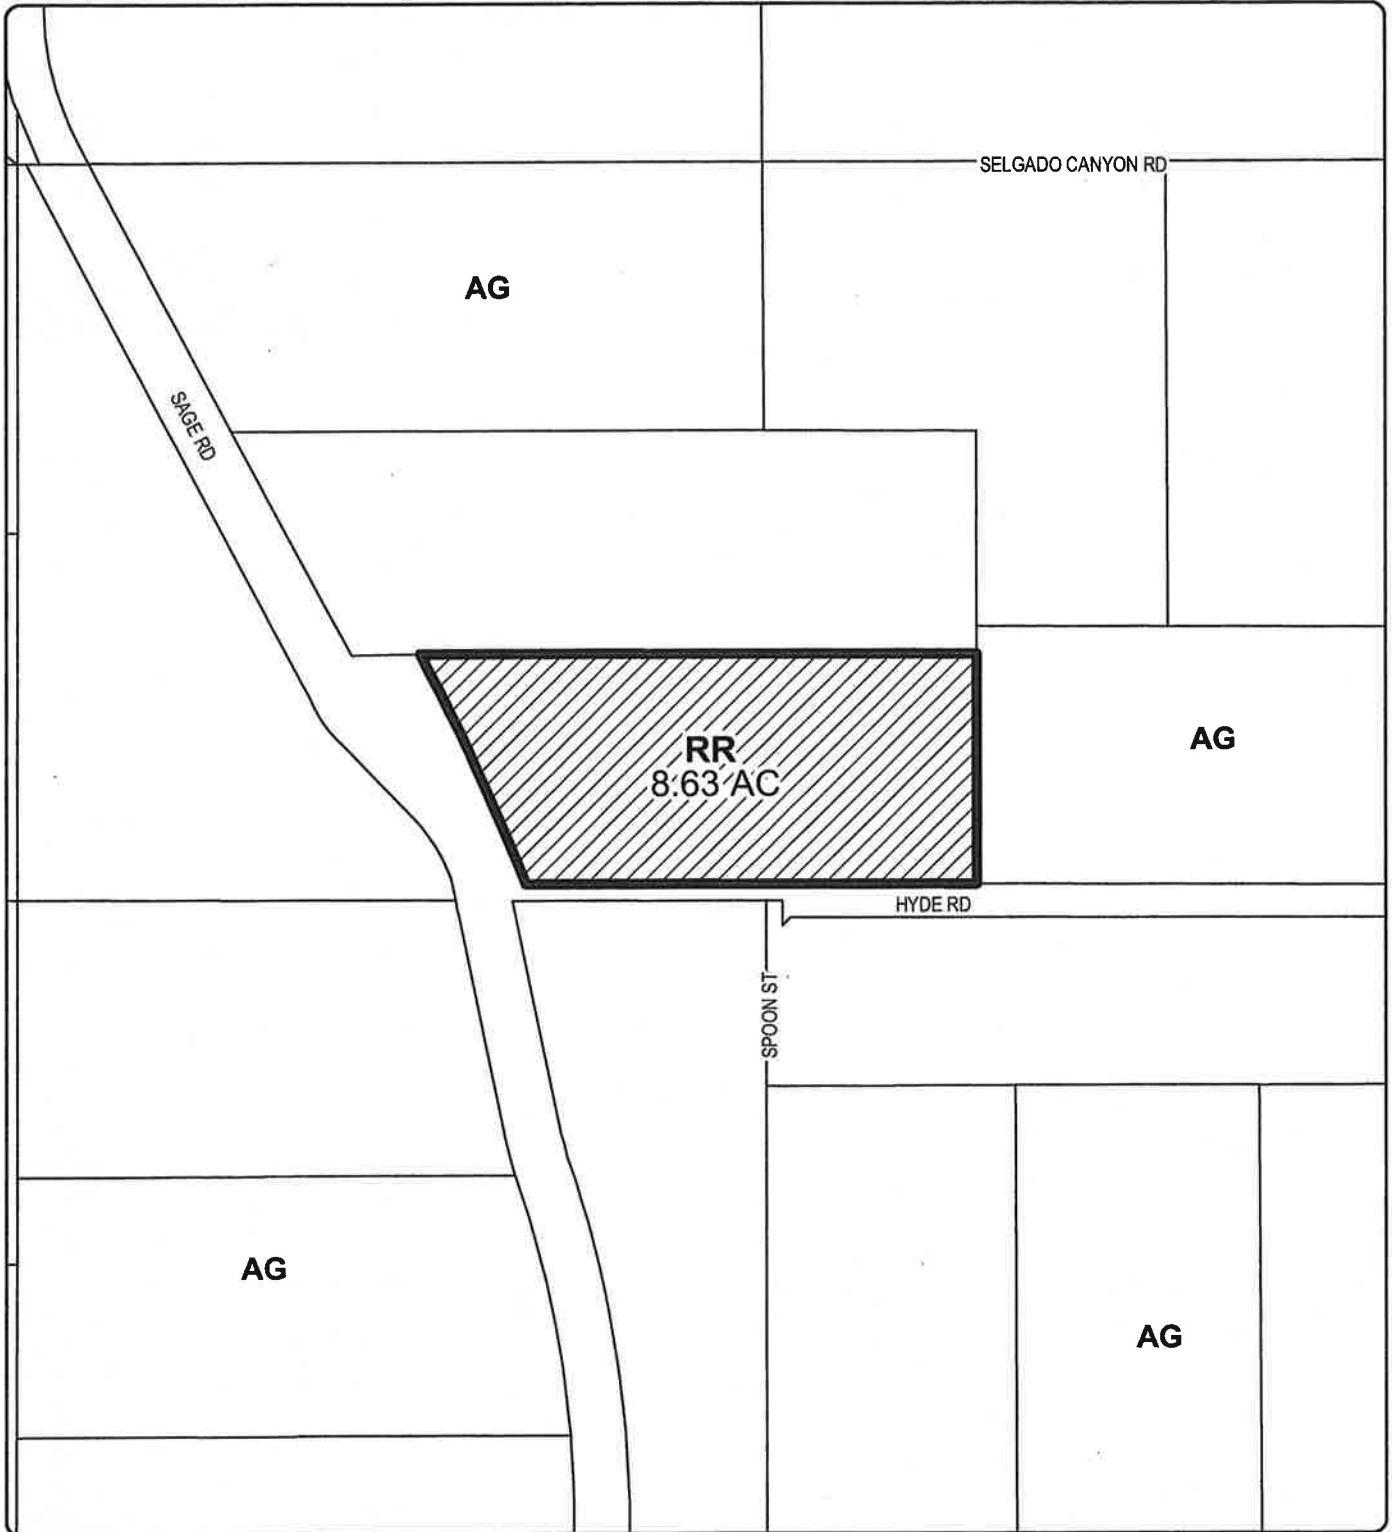 SELGADO CANYON RD
AG
SAGE RD
RR
8.63 AC
AG
HYDE RD
SPOON ST
AG
AG